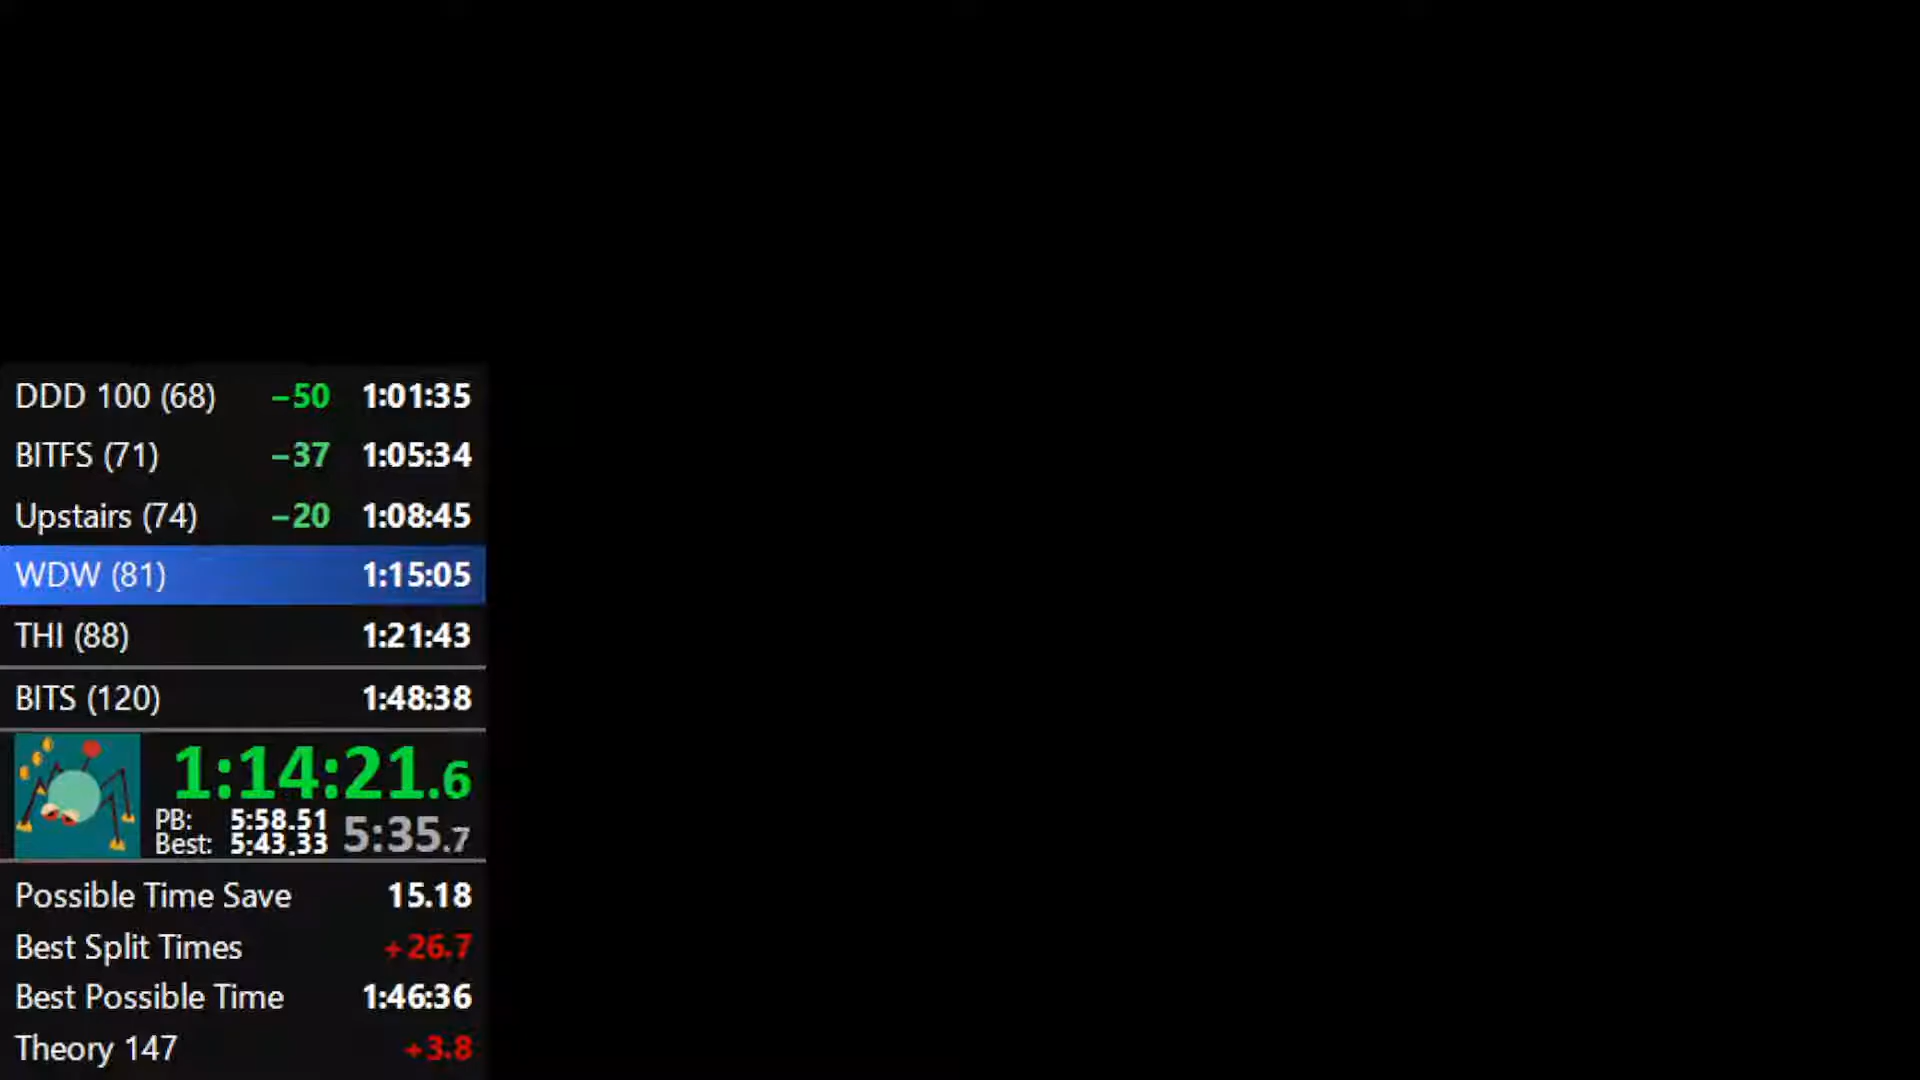 DDD 100 (68) −50 1:01:35
BITFS (71) −37 1:05:34
Upstairs (74) −20 1:08:45
WDW (81) 1:15:05
THI (88) 1:21:43
BITS (120) 1:48:38
1:14:21.6
PB: 5:58.51
Best: 5:43.33
5:35.7
Possible Time Save 15.18
Best Split Times +26.7
Best Possible Time 1:46:36
Theory 147 +3.8